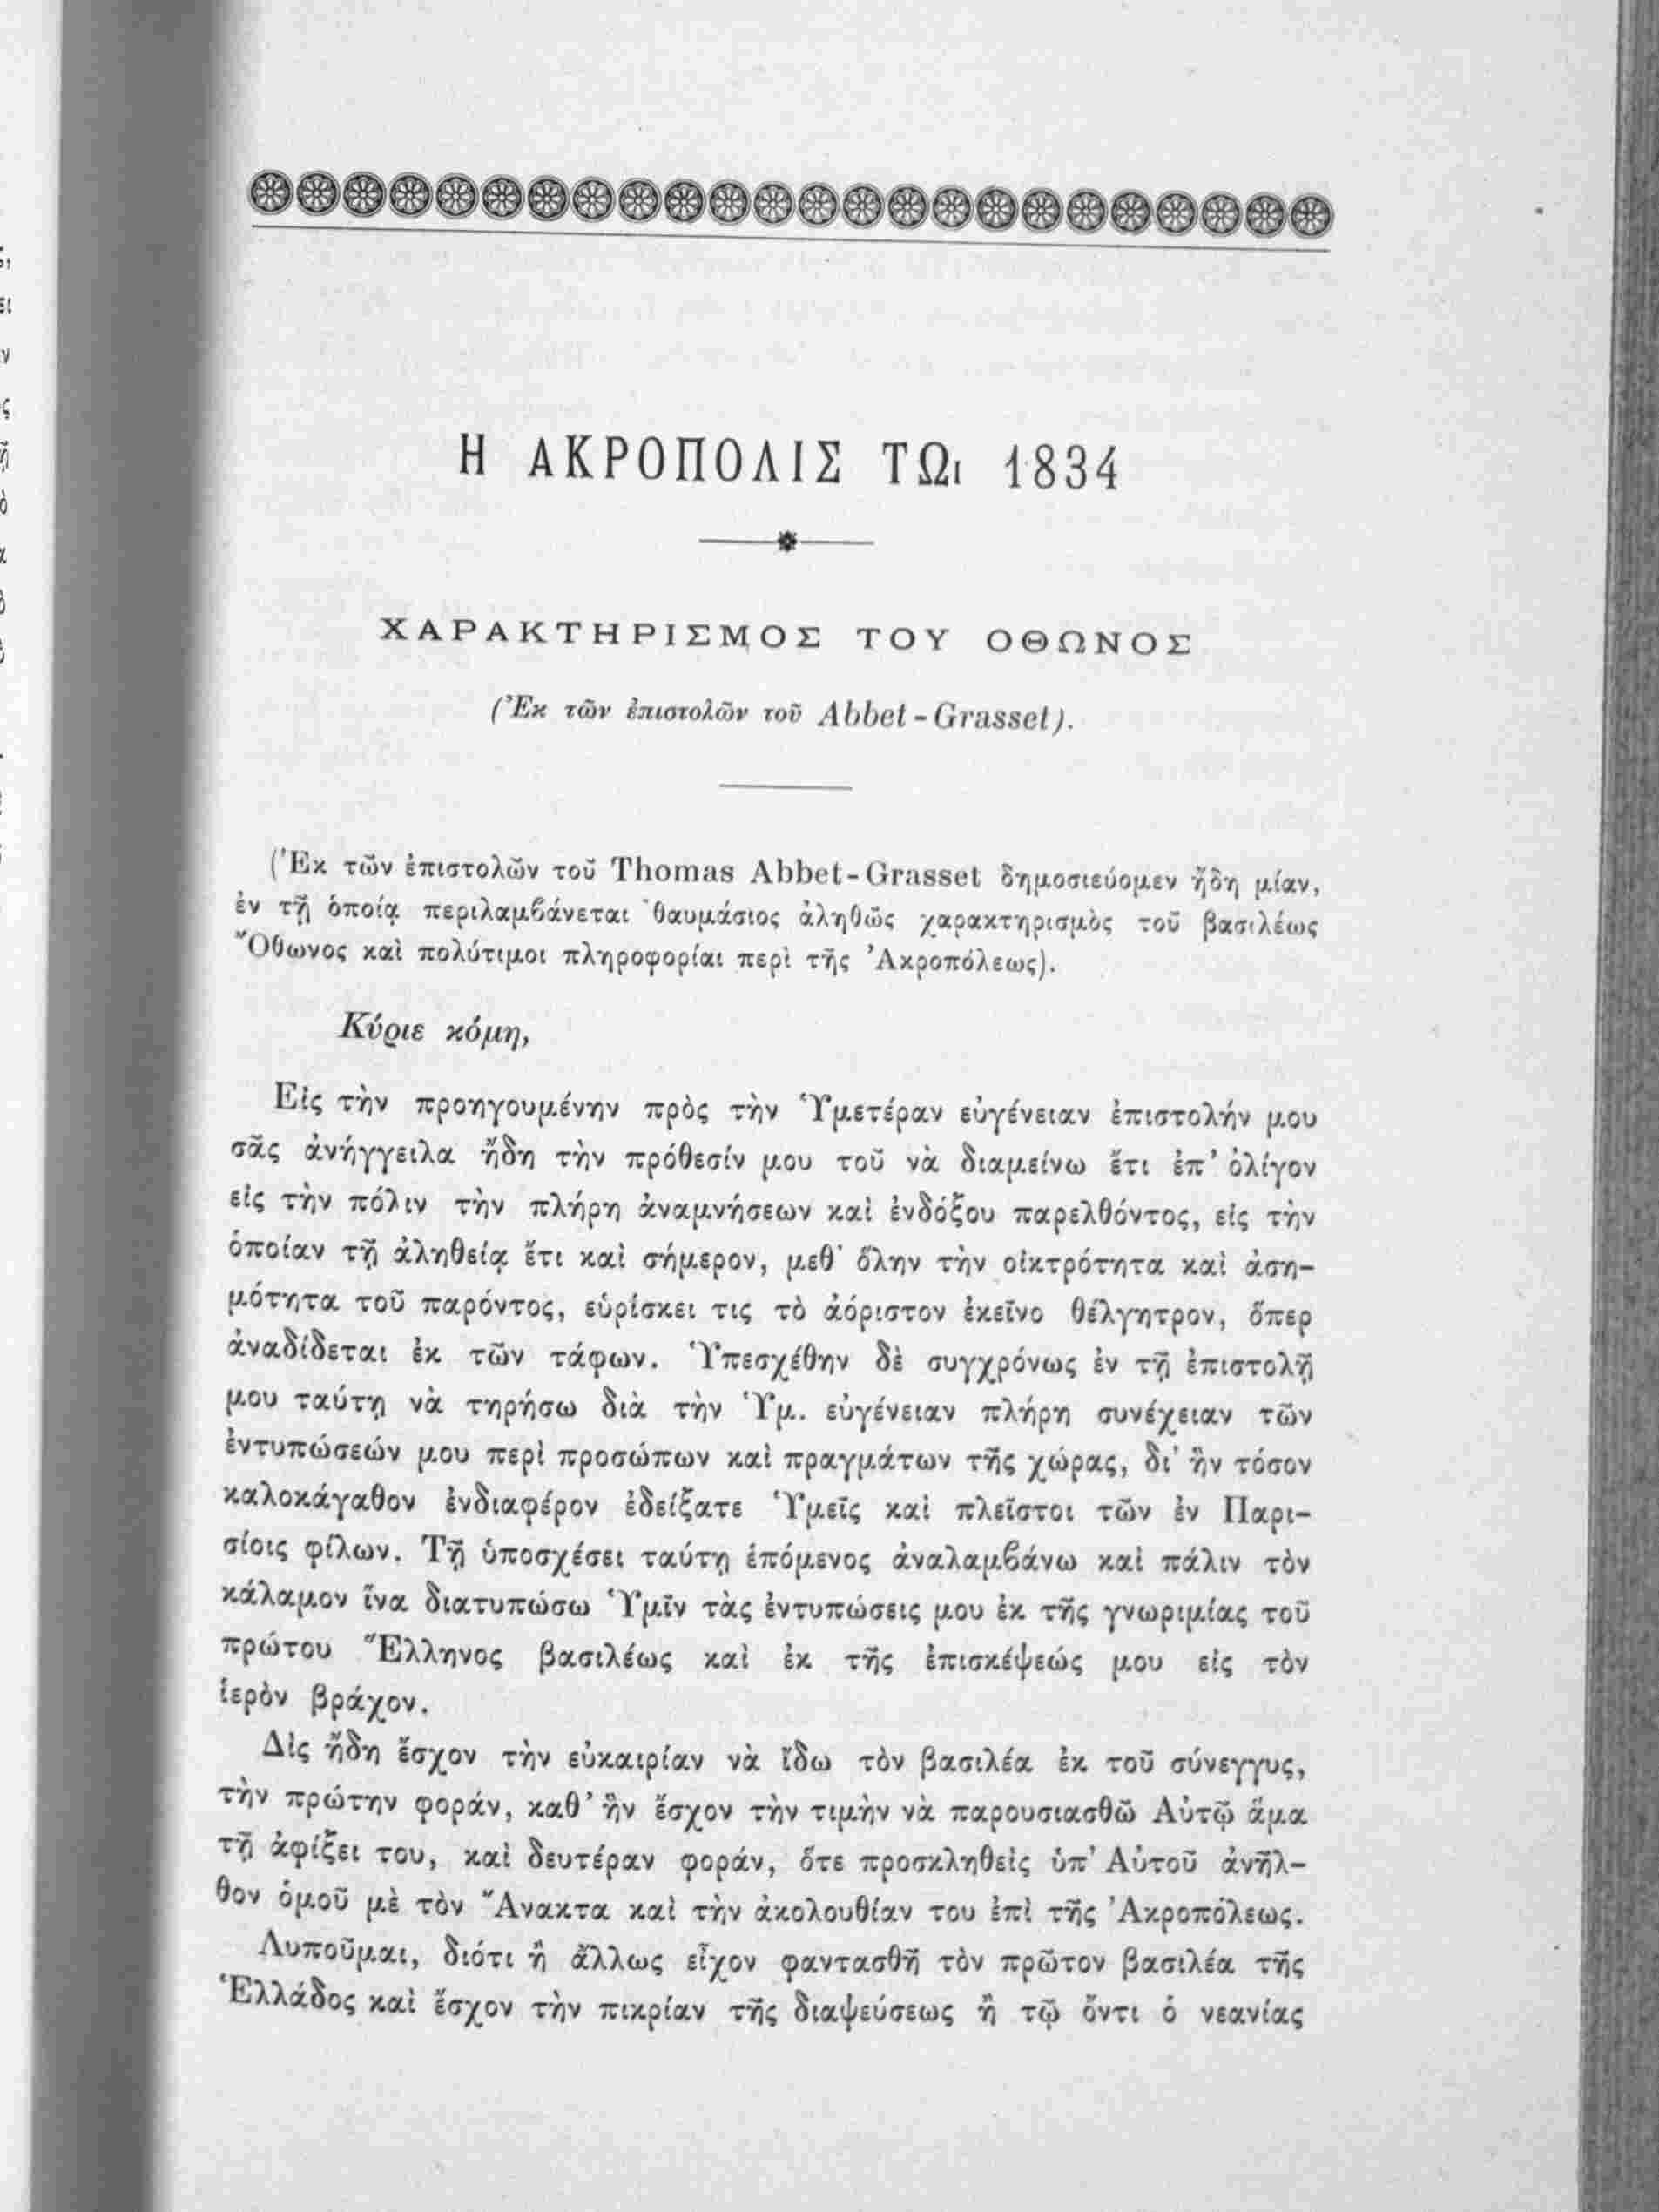 Η ΑΚΡΟΠΟΛΙΣ ΤΩι 1834
ΧΑΡΑΚΤΗΡΙΣΜΟΣ ΤΟΥ ΟΘΩΝΟΣ
(Ἐκ τῶν ἐπιστολῶν τοῦ Abbet-Grasset).
(Ἐκ τῶν ἐπιστολῶν τοῦ Thomas Abbet-Grasset δημοσιεύομεν ἤδη μίαν,
ἐν τῇ ὁποίᾳ περιλαμβάνεται θαυμάσιος ἀληθῶς χαρακτηρισμὸς τοῦ βασιλέως
Ὄθωνος καὶ πολύτιμοι πληροφορίαι περὶ τῆς Ἀκροπόλεως).
Κύριε κόμη,
Εἰς τὴν προηγουμένην πρὸς τὴν Ὑμετέραν εὐγένειαν ἐπιστολήν μου
σᾶς ἀνήγγειλα ἤδη τὴν πρόθεσίν μου τοῦ νὰ διαμείνω ἔτι ἐπ' ὀλίγον
εἰς τὴν πόλιν τὴν πλήρη ἀναμνήσεων καὶ ἐνδόξου παρελθόντος, εἰς τὴν
ὁποίαν τῇ ἀληθείᾳ ἔτι καὶ σήμερον, μεθ' ὅλην τὴν οἰκτρότητα καὶ ἀση-
μότητα τοῦ παρόντος, εὑρίσκει τις τὸ ἀόριστον ἐκεῖνο θέλγητρον, ὅπερ
ἀναδίδεται ἐκ τῶν τάφων. Ὑπεσχέθην δὲ συγχρόνως ἐν τῇ ἐπιστολῇ
μου ταύτῃ νὰ τηρήσω διὰ τὴν Ὑμ. εὐγένειαν πλήρη συνέχειαν τῶν
ἐντυπώσεών μου περὶ προσώπων καὶ πραγμάτων τῆς χώρας, δι' ἣν τόσον
καλοκάγαθον ἐνδιαφέρον ἐδείξατε Ὑμεῖς καὶ πλεῖστοι τῶν ἐν Παρι-
σίοις φίλων. Τῇ ὑποσχέσει ταύτῃ ἑπόμενος ἀναλαμβάνω καὶ πάλιν τὸν
κάλαμον ἵνα διατυπώσω Ὑμῖν τὰς ἐντυπώσεις μου ἐκ τῆς γνωριμίας τοῦ
πρώτου Ἕλληνος βασιλέως καὶ ἐκ τῆς ἐπισκέψεώς μου εἰς τὸν
ἱερὸν βράχον.
Δὶς ἤδη ἔσχον τὴν εὐκαιρίαν νὰ ἴδω τὸν βασιλέα ἐκ τοῦ σύνεγγυς,
τὴν πρώτην φοράν, καθ' ἣν ἔσχον τὴν τιμὴν νὰ παρουσιασθῶ Αὐτῷ ἅμα
τῇ ἀφίξει του, καὶ δευτέραν φοράν, ὅτε προσκληθεὶς ὑπ' Αὐτοῦ ἀνῆλ-
θον ὁμοῦ μὲ τὸν Ἄνακτα καὶ τὴν ἀκολουθίαν του ἐπὶ τῆς Ἀκροπόλεως.
Λυποῦμαι, διότι ἢ ἄλλως εἶχον φαντασθῆ τὸν πρῶτον βασιλέα τῆς
Ἑλλάδος καὶ ἔσχον τὴν πικρίαν τῆς διαψεύσεως ἢ τῷ ὄντι ὁ νεανίας